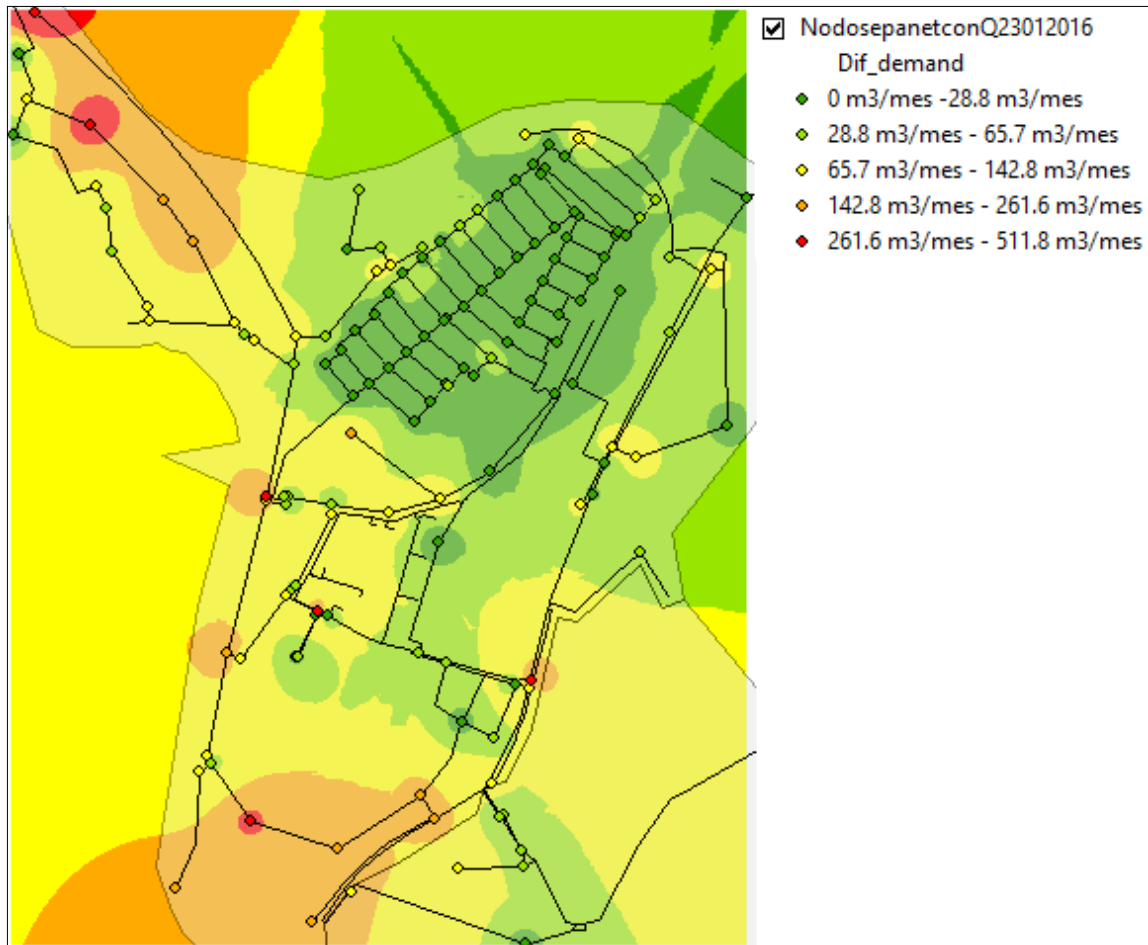 NodosepanetconQ23012016
Dif_demand
0 m3/mes -28.8 m3/mes
28.8 m3/mes - 65.7 m3/mes
65.7 m3/mes - 142.8 m3/mes
142.8 m3/mes - 261.6 m3/mes
261.6 m3/mes - 511.8 m3/mes